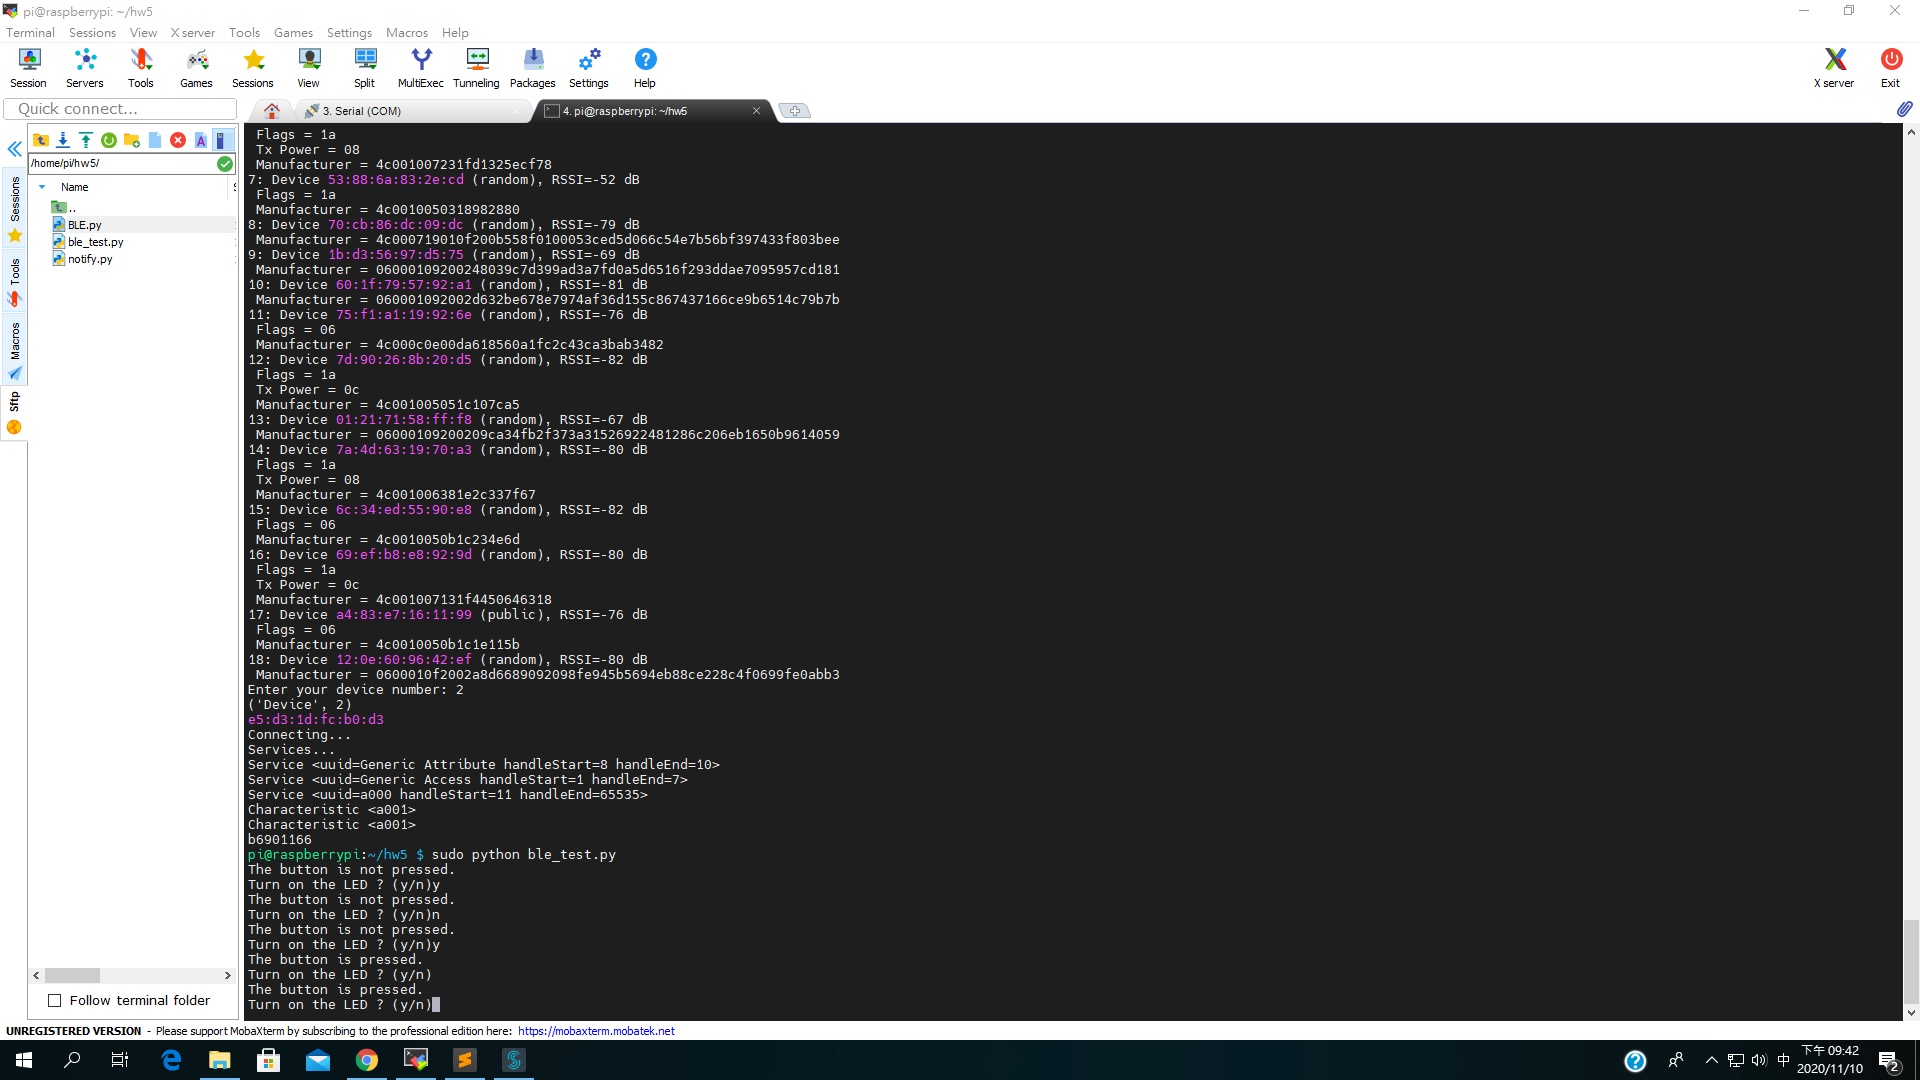 pi@raspberrypi: ~/hw5
Terminal Sessions View X server Tools Games Settings Macros Help
Session Servers Tools Games Sessions View Split MultiExec Tunneling Packages Settings Help X server Exit
Quick connect...
3. Serial (COM)
4. pi@raspberrypi: ~/hw5
/home/pi/hw5/
Name
..
BLE.py
ble_test.py
notify.py
Sessions
Tools
Macros
Sftp
Follow terminal folder
Flags = 1a
Tx Power = 08
Manufacturer = 4c001007231fd1325ecf78
7: Device 53:88:6a:83:2e:cd (random), RSSI=-52 dB
Flags = 1a
Manufacturer = 4c0010050318982880
8: Device 70:cb:86:dc:09:dc (random), RSSI=-79 dB
Manufacturer = 4c000719010f200b558f0100053ced5d066c54e7b56bf397433f803bee
9: Device 1b:d3:56:97:d5:75 (random), RSSI=-69 dB
Manufacturer = 06000109200248039c7d399ad3a7fd0a5d6516f293ddae7095957cd181
10: Device 60:1f:79:57:92:a1 (random), RSSI=-81 dB
Manufacturer = 060001092002d632be678e7974af36d155c867437166ce9b6514c79b7b
11: Device 75:f1:a1:19:92:6e (random), RSSI=-76 dB
Flags = 06
Manufacturer = 4c000c0e00da618560a1fc2c43ca3bab3482
12: Device 7d:90:26:8b:20:d5 (random), RSSI=-82 dB
Flags = 1a
Tx Power = 0c
Manufacturer = 4c001005051c107ca5
13: Device 01:21:71:58:ff:f8 (random), RSSI=-67 dB
Manufacturer = 06000109200209ca34fb2f373a31526922481286c206eb1650b9614059
14: Device 7a:4d:63:19:70:a3 (random), RSSI=-80 dB
Flags = 1a
Tx Power = 08
Manufacturer = 4c001006381e2c337f67
15: Device 6c:34:ed:55:90:e8 (random), RSSI=-82 dB
Flags = 06
Manufacturer = 4c0010050b1c234e6d
16: Device 69:ef:b8:e8:92:9d (random), RSSI=-80 dB
Flags = 1a
Tx Power = 0c
Manufacturer = 4c001007131f4450646318
17: Device a4:83:e7:16:11:99 (public), RSSI=-76 dB
Flags = 06
Manufacturer = 4c0010050b1c1e115b
18: Device 12:0e:60:96:42:ef (random), RSSI=-80 dB
Manufacturer = 0600010f2002a8d6689092098fe945b5694eb88ce228c4f0699fe0abb3
Enter your device number: 2
('Device', 2)
e5:d3:1d:fc:b0:d3
Connecting...
Services...
Service <uuid=Generic Attribute handleStart=8 handleEnd=10>
Service <uuid=Generic Access handleStart=1 handleEnd=7>
Service <uuid=a000 handleStart=11 handleEnd=65535>
Characteristic <a001>
Characteristic <a001>
b6901166
pi@raspberrypi:~/hw5 $ sudo python ble_test.py
The button is not pressed.
Turn on the LED ? (y/n)y
The button is not pressed.
Turn on the LED ? (y/n)n
The button is not pressed.
Turn on the LED ? (y/n)y
The button is pressed.
Turn on the LED ? (y/n)
The button is pressed.
Turn on the LED ? (y/n)
UNREGISTERED VERSION - Please support MobaXterm by subscribing to the professional edition here: https://mobaxterm.mobatek.net
中
下午 09:42
2020/11/10
2